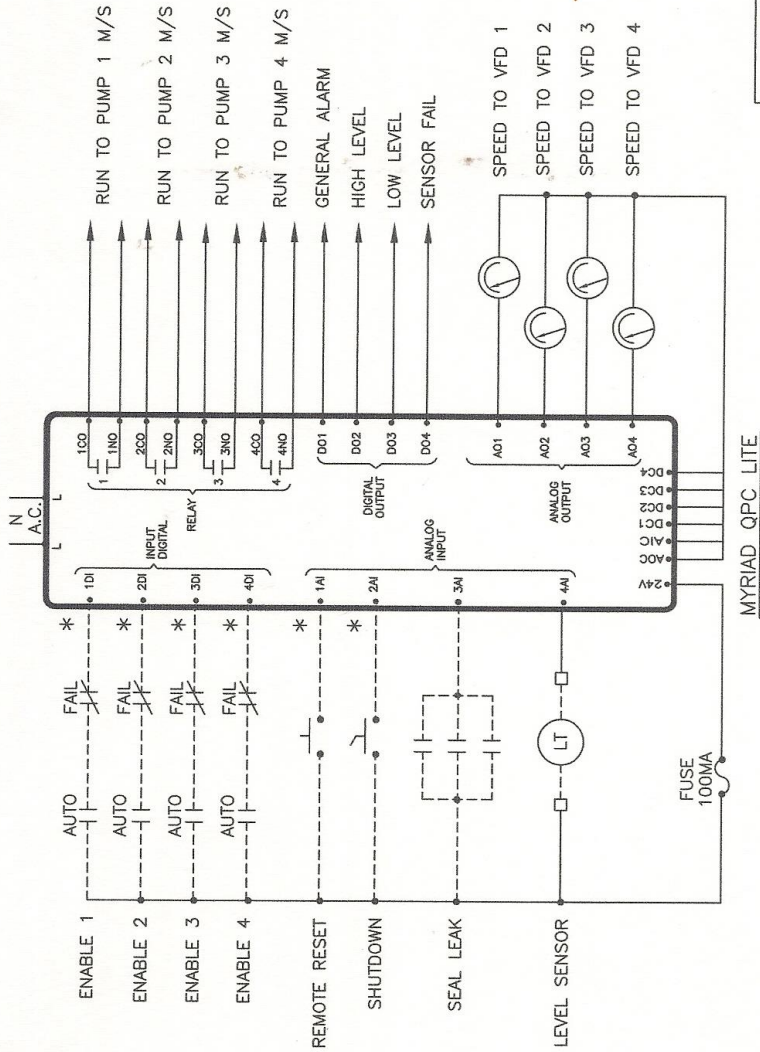 N
A.C.
L
L
ENABLE 1
AUTO
FAIL
*
1DI
ENABLE 2
AUTO
FAIL
*
2DI
ENABLE 3
AUTO
FAIL
*
3DI
ENABLE 4
AUTO
FAIL
*
4DI
INPUT
DIGITAL
REMOTE RESET
*
1AI
SHUTDOWN
*
2AI
SEAL LEAK
3AI
LEVEL SENSOR
LT
4AI
ANALOG
INPUT
FUSE
100MA
24V
AOC
AIC
DC1
DC2
DC3
DC4
RELAY
1
1CO
1NO
RUN TO PUMP 1 M/S
2
2CO
2NO
RUN TO PUMP 2 M/S
3
3CO
3NO
RUN TO PUMP 3 M/S
4
4CO
4NO
RUN TO PUMP 4 M/S
DIGITAL
OUTPUT
DO1
GENERAL ALARM
DO2
HIGH LEVEL
DO3
LOW LEVEL
DO4
SENSOR FAIL
ANALOG
OUTPUT
AO1
SPEED TO VFD 1
AO2
SPEED TO VFD 2
AO3
SPEED TO VFD 3
AO4
SPEED TO VFD 4
MYRIAD QPC LITE